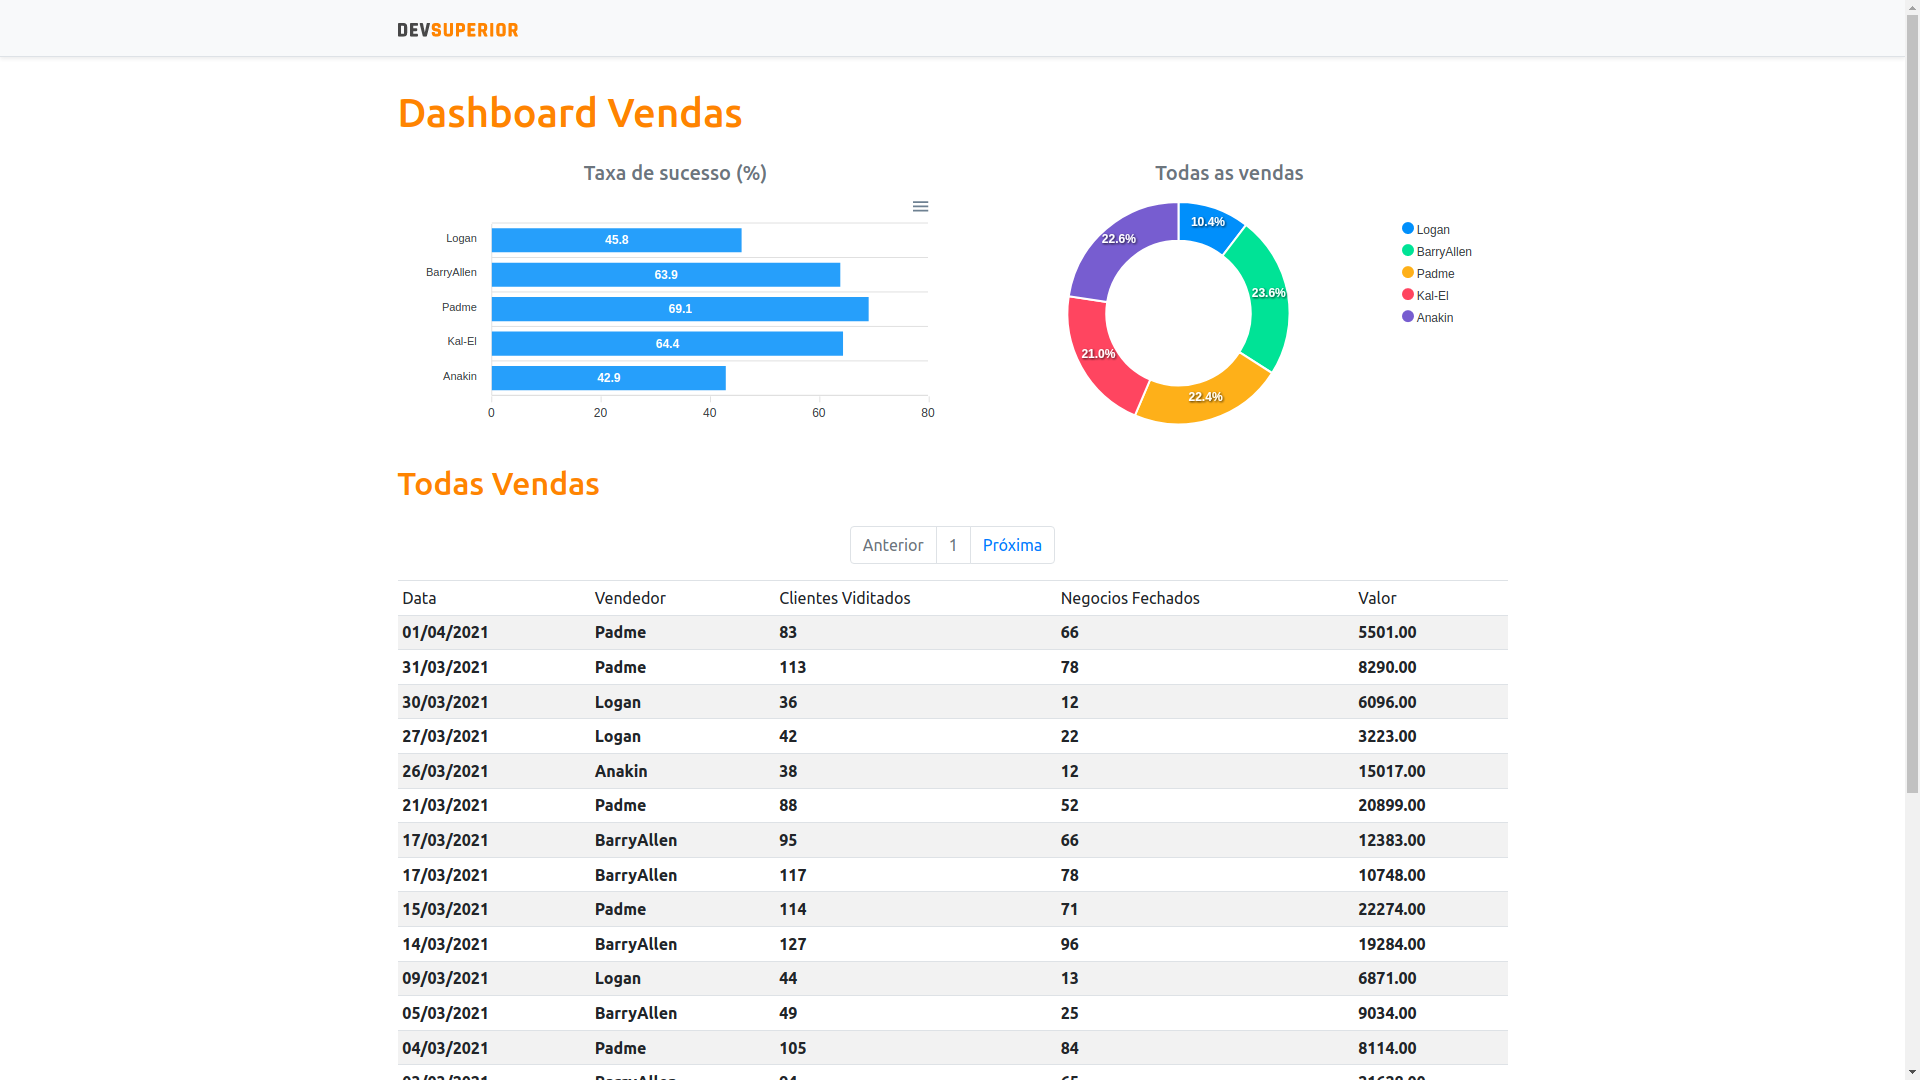 DEVSUPERIOR
Dashboard Vendas
Taxa de sucesso (%)
Logan 45.8
BarryAllen 63.9
Padme 69.1
Kal-El 64.4
Anakin 42.9
0 20 40 60 80
Todas as vendas
10.4%
23.6%
22.4%
21.0%
22.6%
Logan
BarryAllen
Padme
Kal-El
Anakin
Todas Vendas
Anterior 1 Próxima
Data Vendedor Clientes Viditados Negocios Fechados Valor
01/04/2021 Padme 83 66 5501.00
31/03/2021 Padme 113 78 8290.00
30/03/2021 Logan 36 12 6096.00
27/03/2021 Logan 42 22 3223.00
26/03/2021 Anakin 38 12 15017.00
21/03/2021 Padme 88 52 20899.00
17/03/2021 BarryAllen 95 66 12383.00
17/03/2021 BarryAllen 117 78 10748.00
15/03/2021 Padme 114 71 22274.00
14/03/2021 BarryAllen 127 96 19284.00
09/03/2021 Logan 44 13 6871.00
05/03/2021 BarryAllen 49 25 9034.00
04/03/2021 Padme 105 84 8114.00
BarryAllen